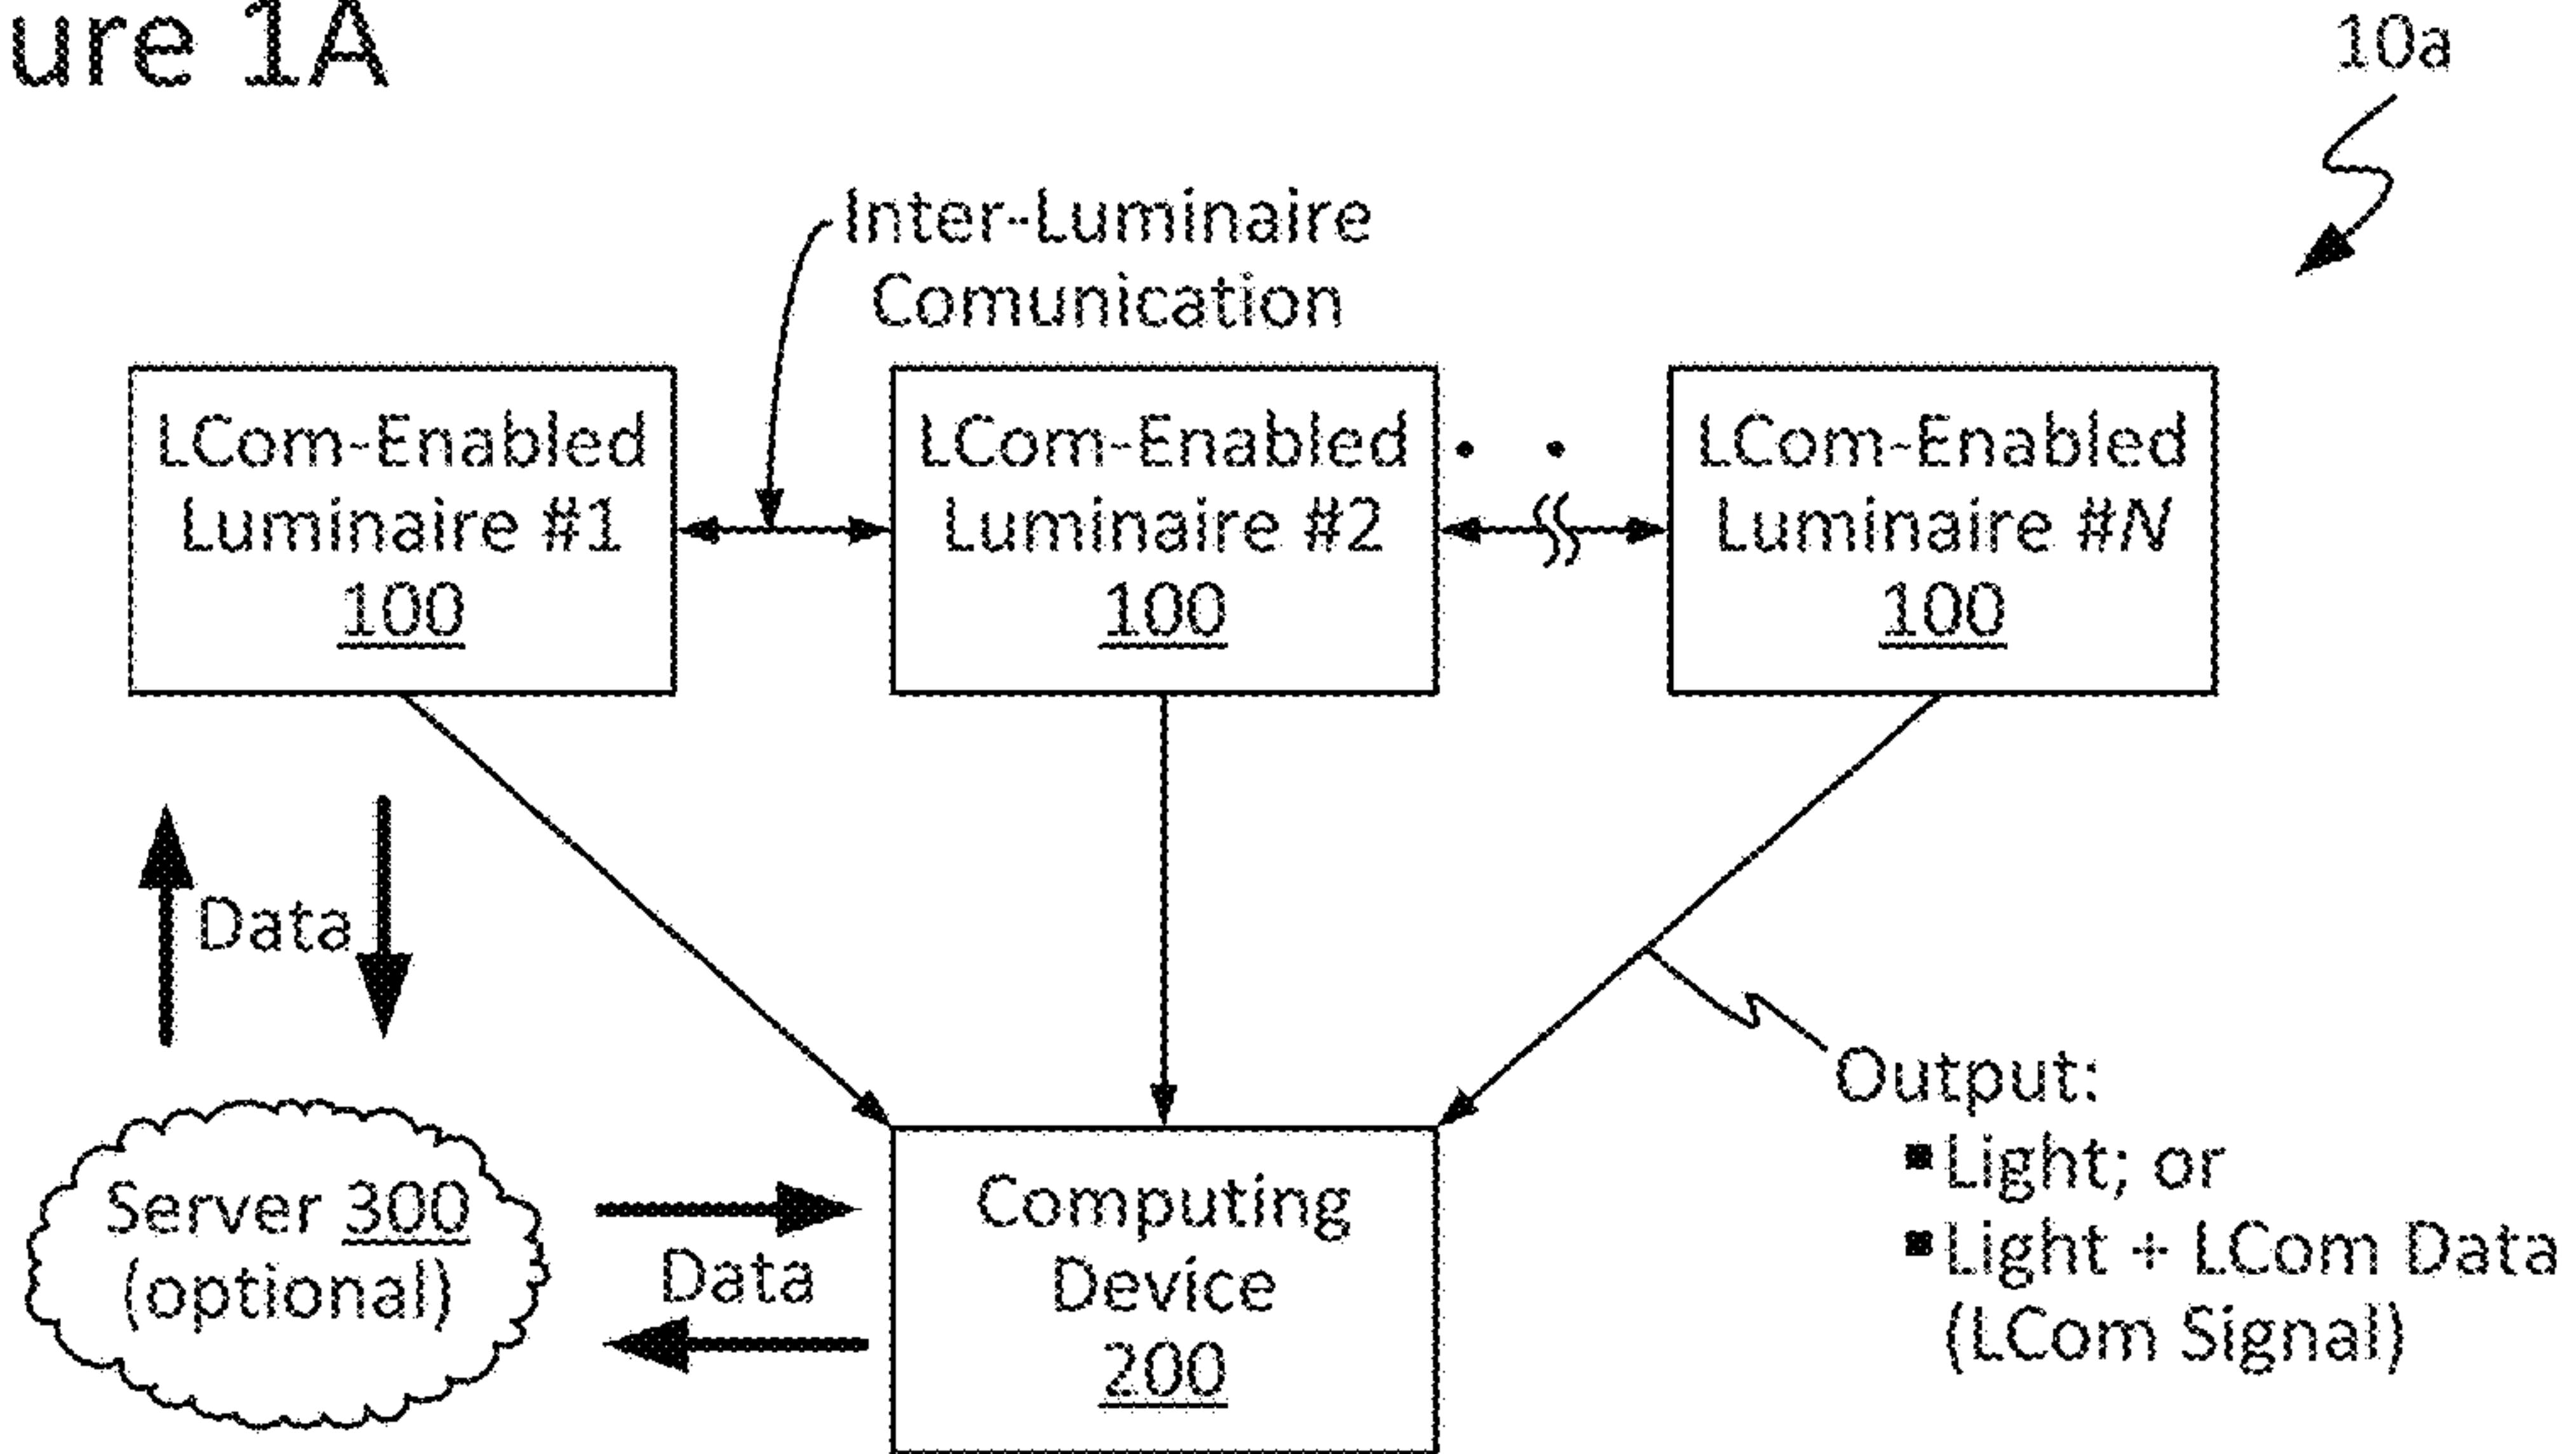 ure 1A
10a
Inter-Luminaire
Comunication
LCom-Enabled
Luminaire #1
100
LCom-Enabled
Luminaire #2
100
LCom-Enabled
Luminaire #N
100
Data
Server 300
(optional)
Data
Computing
Device
200
Output:
▪Light; or
▪Light + LCom Data
(LCom Signal)